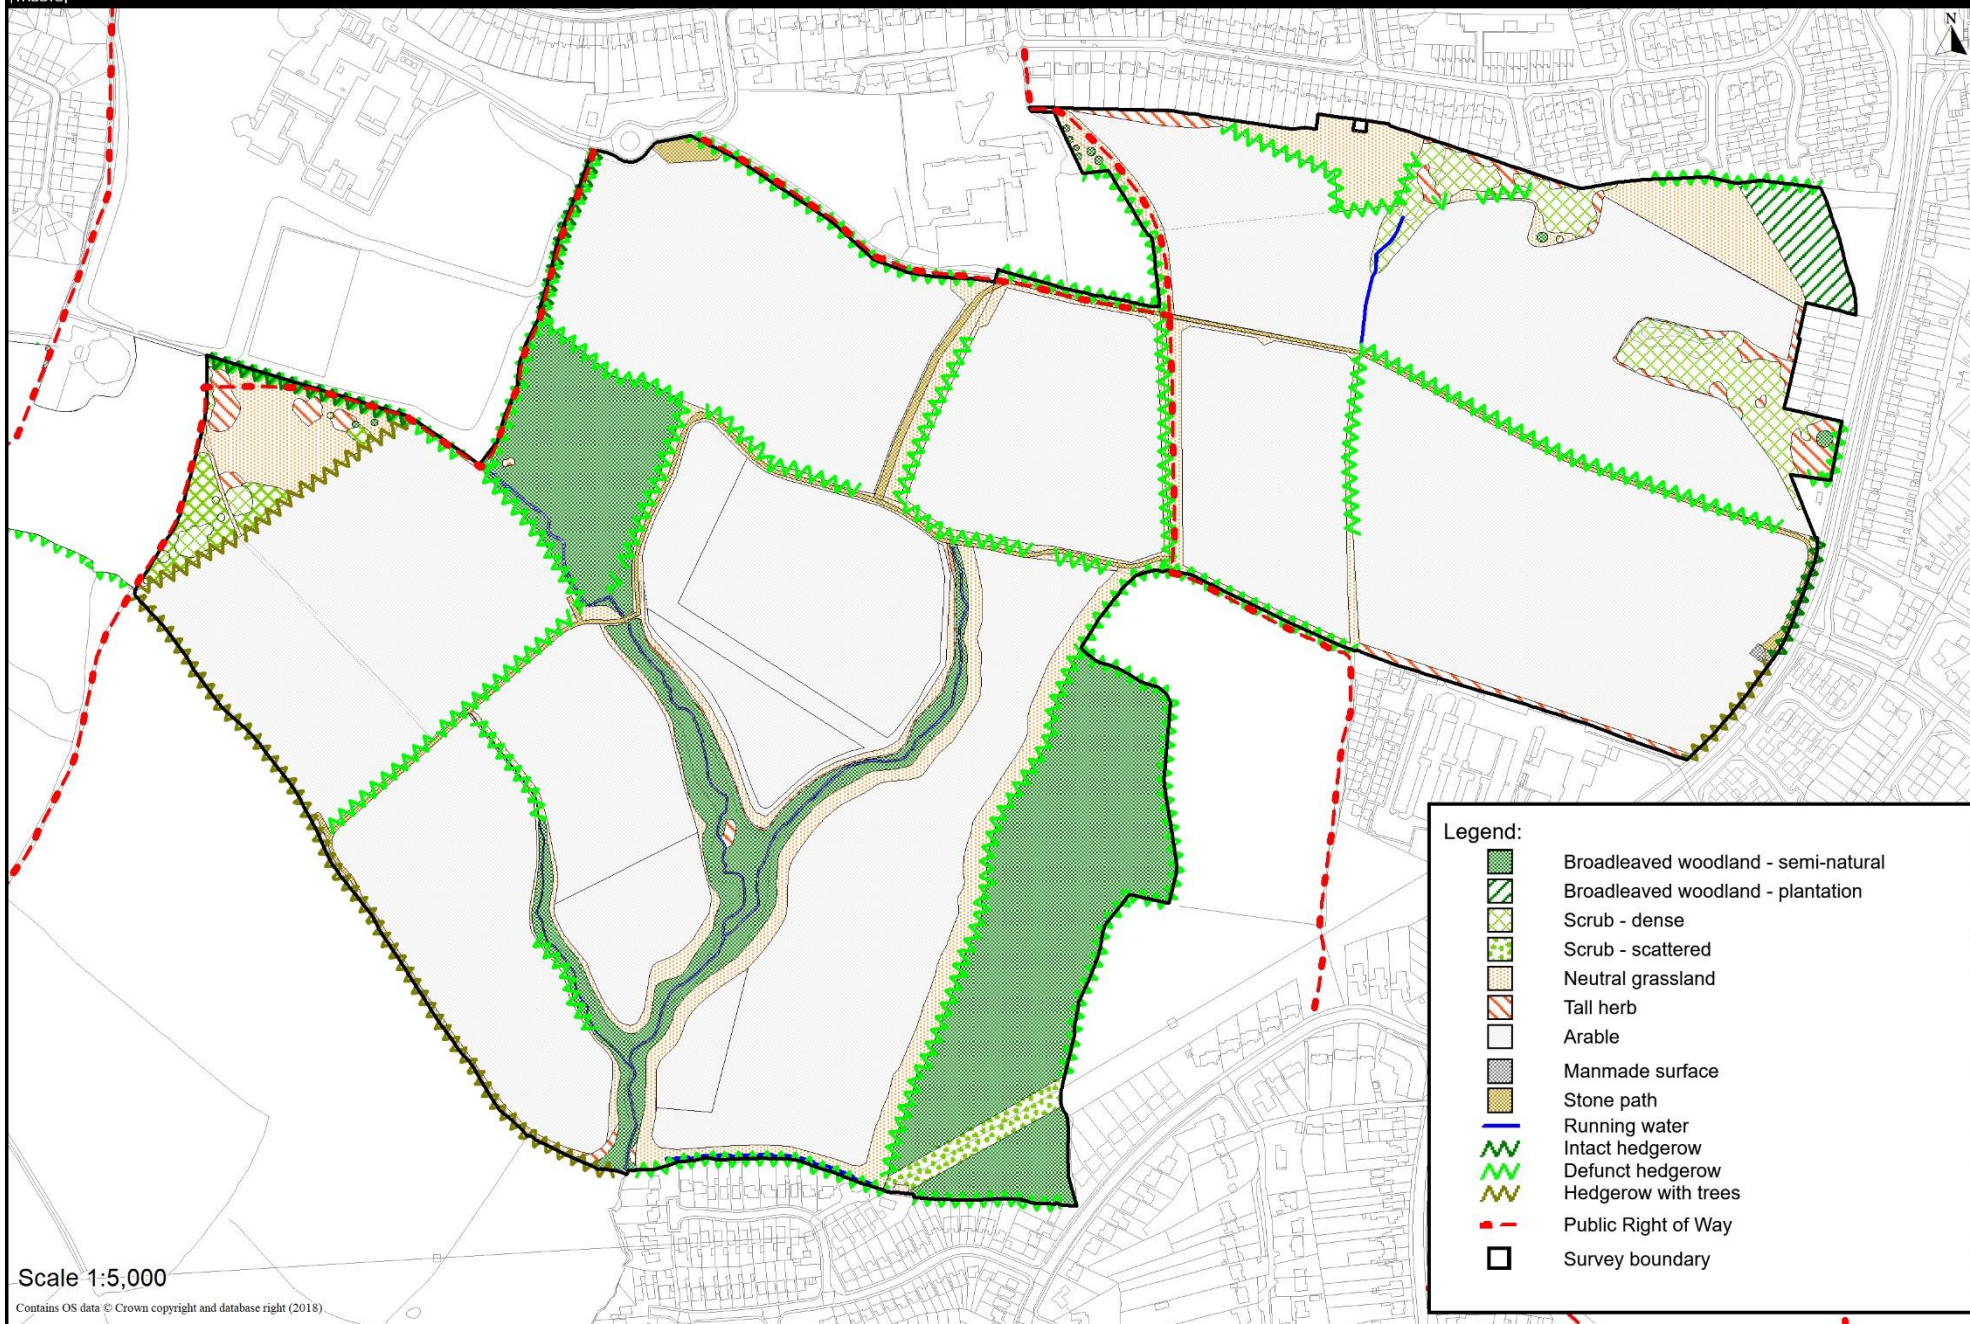 N
Legend:
Broadleaved woodland - semi-natural
Broadleaved woodland - plantation
Scrub - dense
Scrub - scattered
Neutral grassland
Tall herb
Arable
Manmade surface
Stone path
Running water
Intact hedgerow
Defunct hedgerow
Hedgerow with trees
Public Right of Way
Survey boundary
Scale 1:5,000
Contains OS data © Crown copyright and database right (2018)